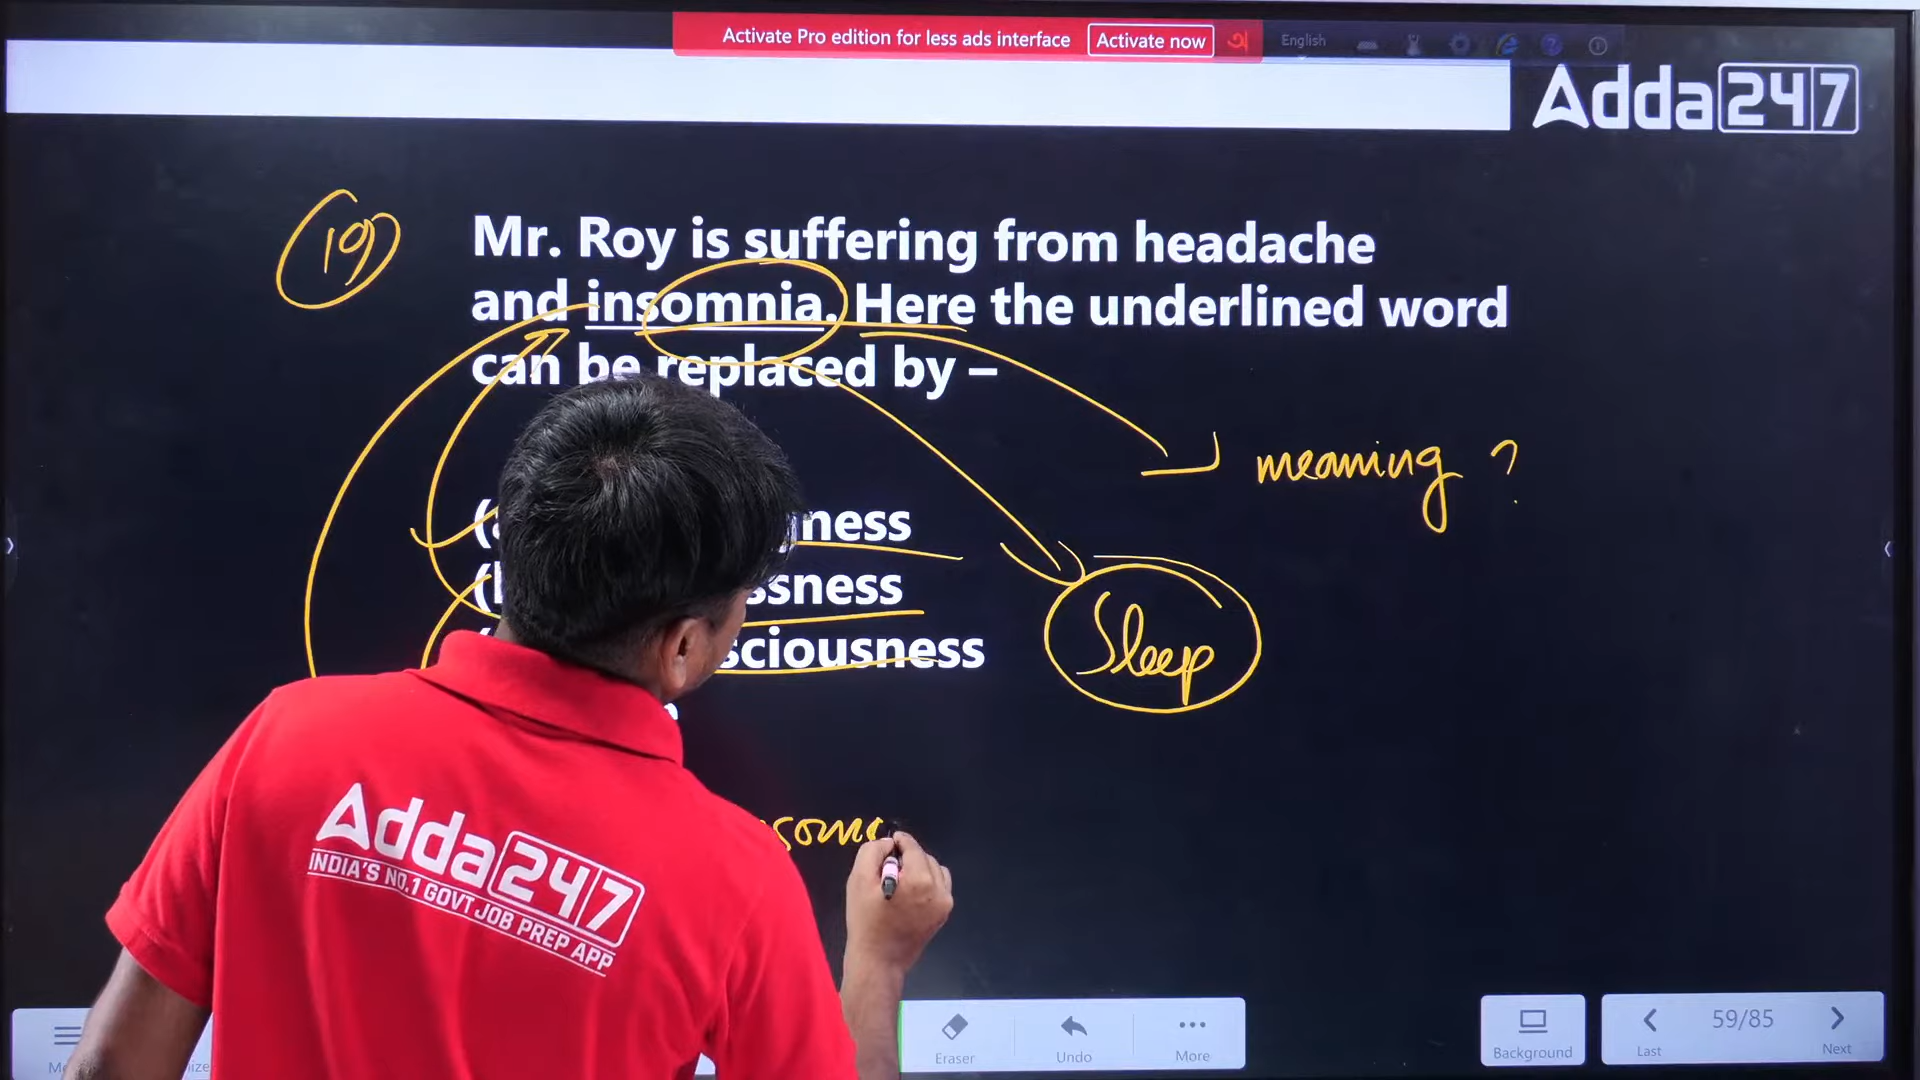 Activate Pro edition for less ads interface Activate now English
Adda247
19
Mr. Roy is suffering from headache
and insomnia. Here the underlined word
can be replaced by –
meaning ?
ness
ssness
sciousness
Sleep
Adda247
INDIA'S NO.1 GOVT JOB PREP APP
Eraser
Undo
More
Background
Last
59/85
Next